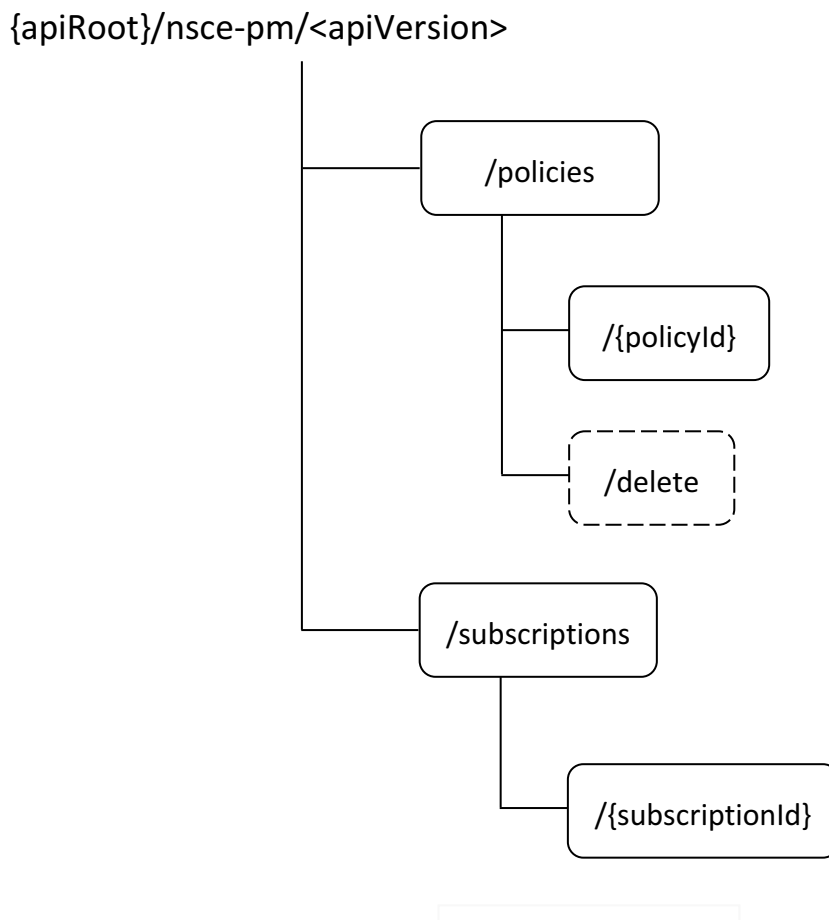 {apiRoot}/nsce-pm/<apiVersion>
/policies
/{policyId}
/delete
/subscriptions
/{subscriptionId}